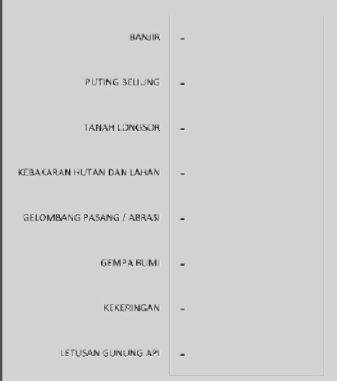 BANJIR -
PUTING BELIUNG -
TANAH LONGSOR -
KEBAKARAN HUTAN DAN LAHAN -
GELOMBANG PASANG / ABRASI -
GEMPA BUMI -
KEKERINGAN -
LETUSAN GUNUNG API -